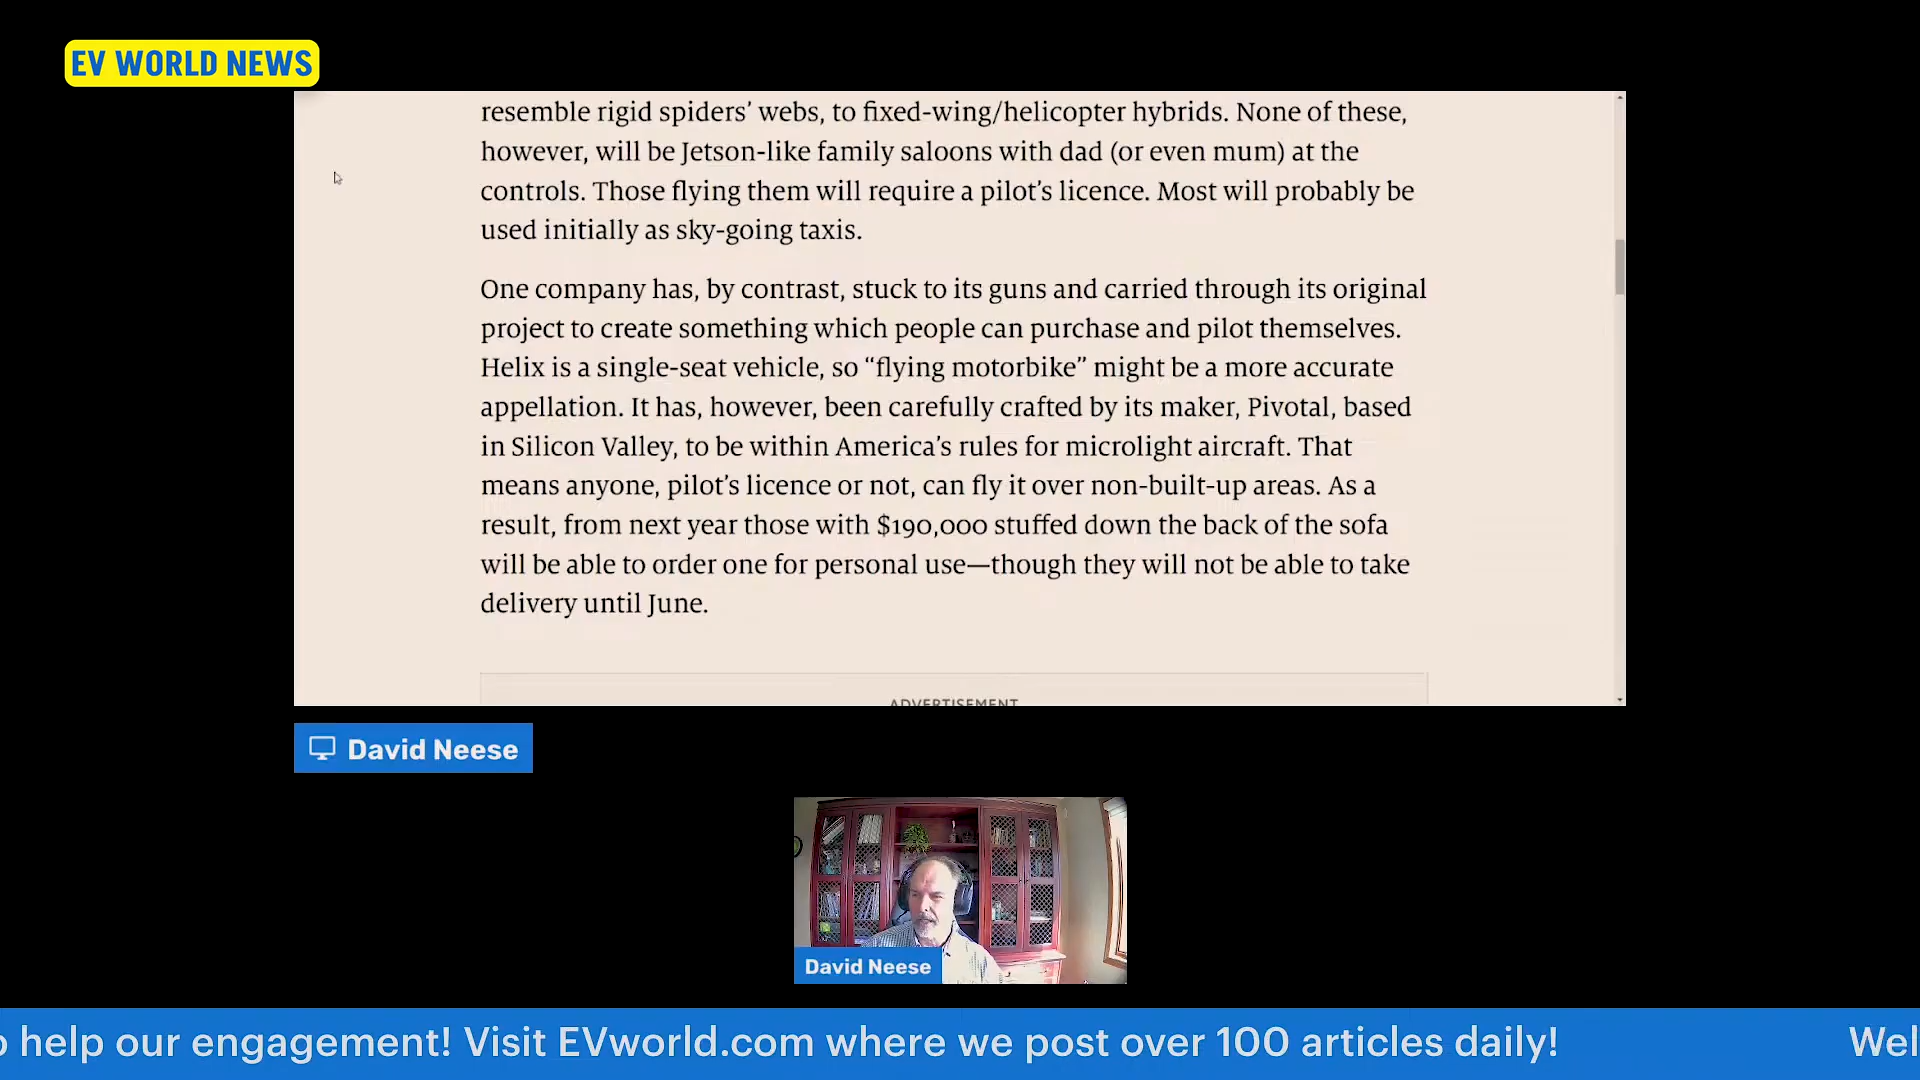 EV WORLD NEWS
resemble rigid spiders’ webs, to fixed-wing/helicopter hybrids. None of these,
however, will be Jetson-like family saloons with dad (or even mum) at the
controls. Those flying them will require a pilot’s licence. Most will probably be
used initially as sky-going taxis.
One company has, by contrast, stuck to its guns and carried through its original
project to create something which people can purchase and pilot themselves.
Helix is a single-seat vehicle, so “flying motorbike” might be a more accurate
appellation. It has, however, been carefully crafted by its maker, Pivotal, based
in Silicon Valley, to be within America’s rules for microlight aircraft. That
means anyone, pilot’s licence or not, can fly it over non-built-up areas. As a
result, from next year those with $190,000 stuffed down the back of the sofa
will be able to order one for personal use—though they will not be able to take
delivery until June.
ADVERTISEMENT
David Neese
David Neese
o help our engagement! Visit EVworld.com where we post over 100 articles daily! Wel